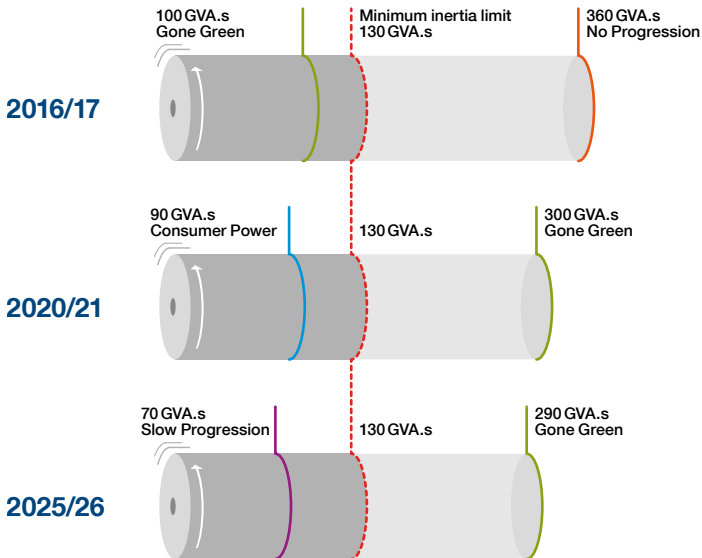 100 GVA.s
Gone Green
Minimum inertia limit
130 GVA.s
360 GVA.s
No Progression
2016/17
90 GVA.s
Consumer Power
130 GVA.s
300 GVA.s
Gone Green
2020/21
70 GVA.s
Slow Progression
130 GVA.s
290 GVA.s
Gone Green
2025/26